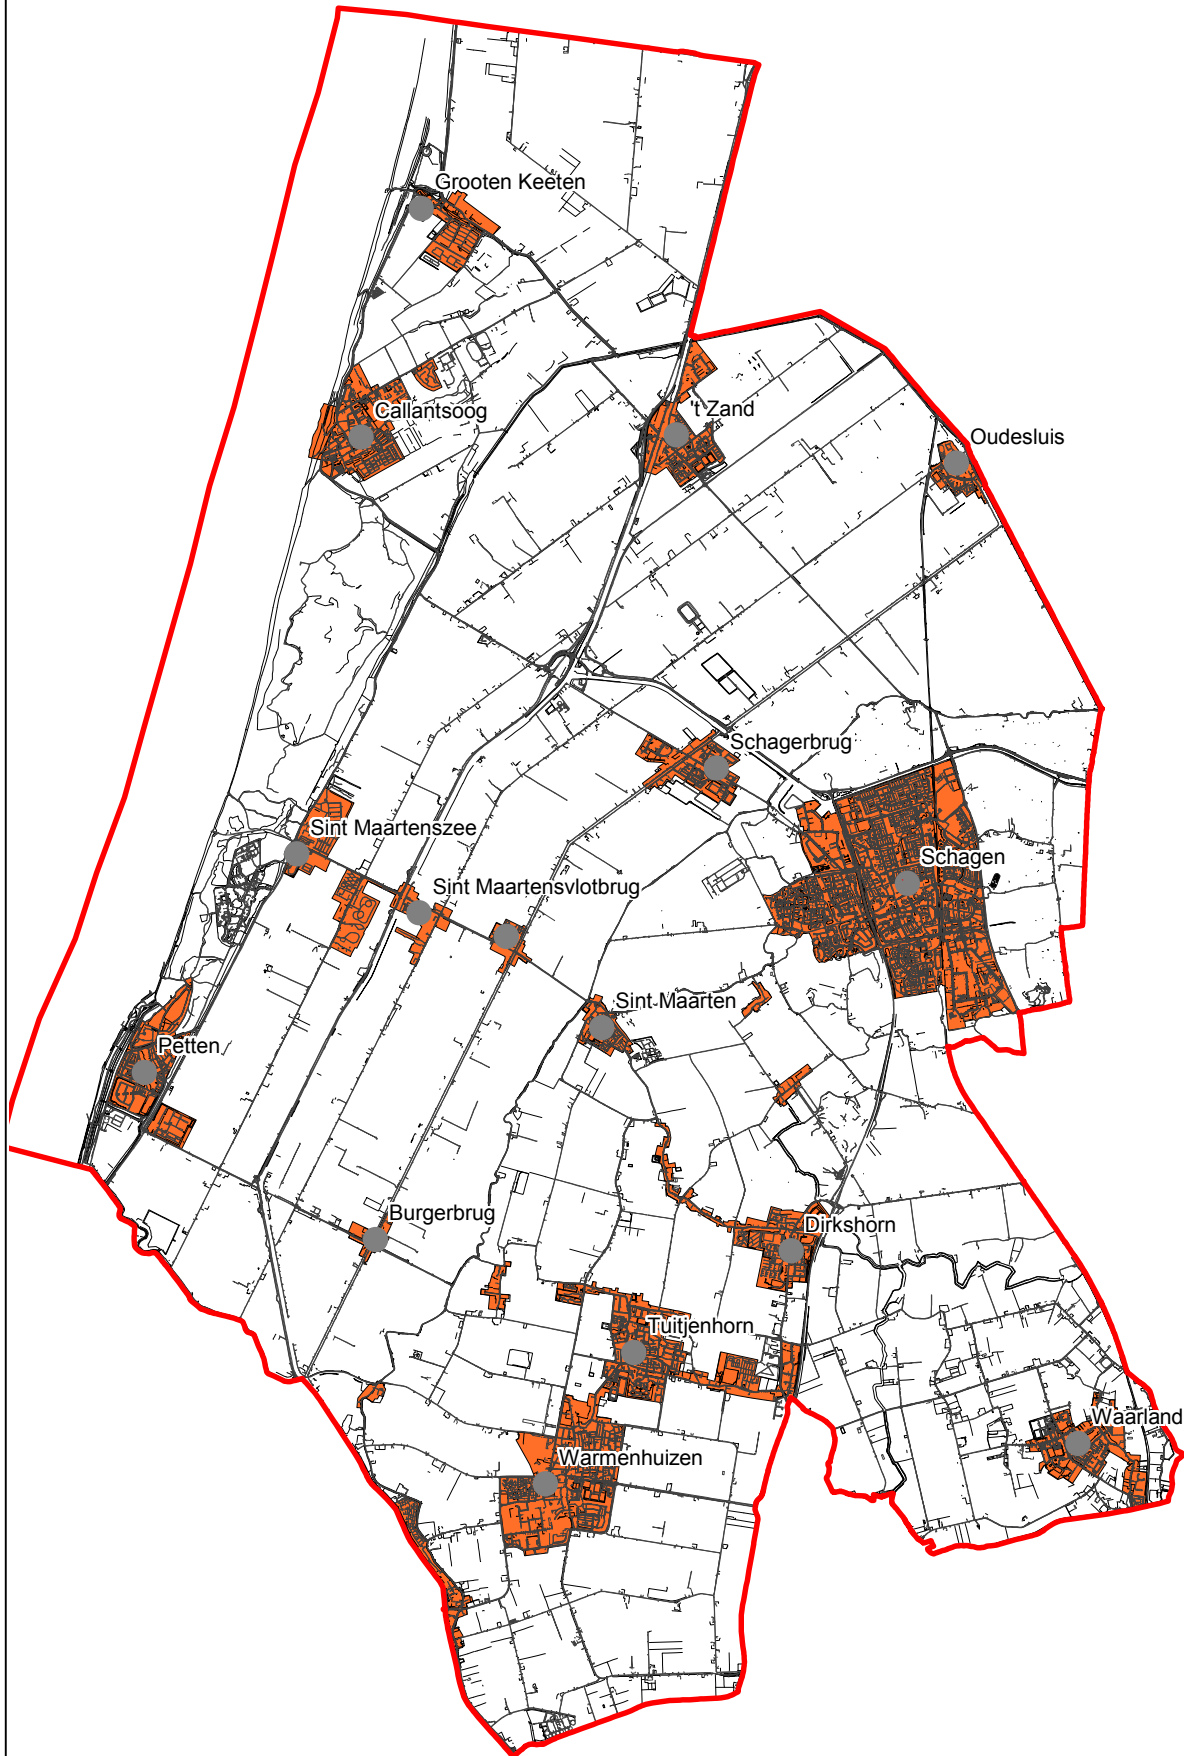 Grooten Keeten
Callantsoog
't Zand
Oudesluis
Schagerbrug
Sint Maartenszee
Schagen
Sint Maartensvlotbrug
Sint Maarten
Petten
Burgerbrug
Dirkshorn
Tuitjenhorn
Waarland
Warmenhuizen